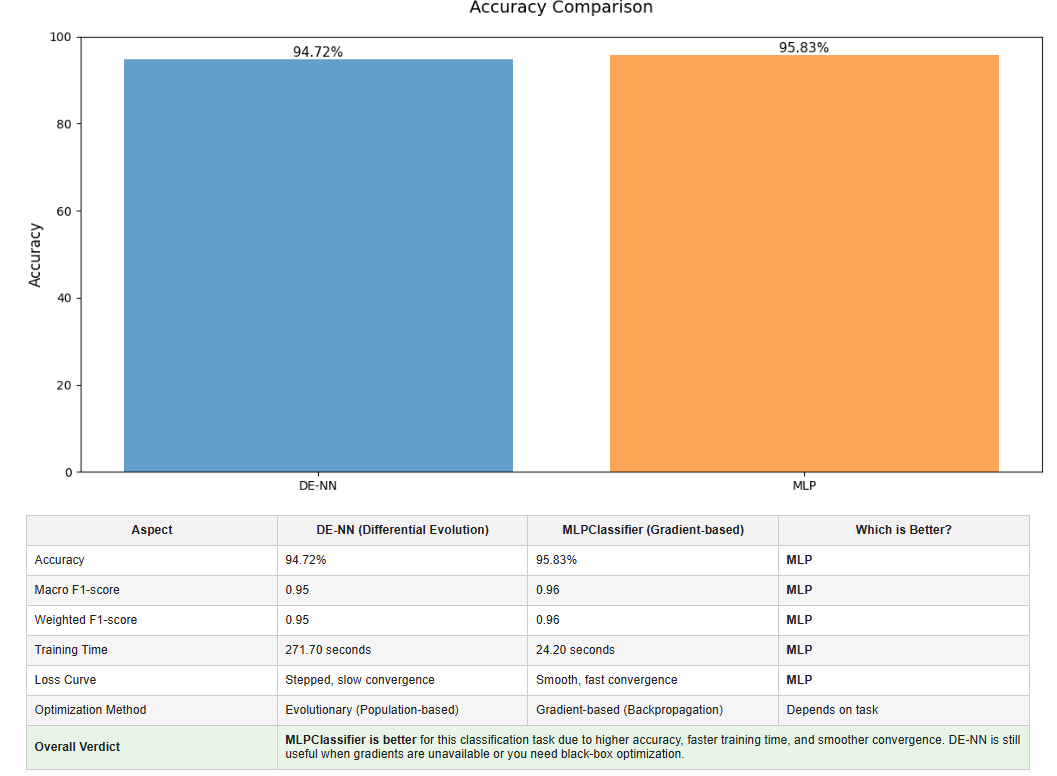 Accuracy Comparison
100
80
60
40
20
0
Accuracy
94.72%
95.83%
DE-NN
MLP
Aspect DE-NN (Differential Evolution) MLPClassifier (Gradient-based) Which is Better?
Accuracy 94.72% 95.83% MLP
Macro F1-score 0.95 0.96 MLP
Weighted F1-score 0.95 0.96 MLP
Training Time 271.70 seconds 24.20 seconds MLP
Loss Curve Stepped, slow convergence Smooth, fast convergence MLP
Optimization Method Evolutionary (Population-based) Gradient-based (Backpropagation) Depends on task
Overall Verdict
MLPClassifier is better for this classification task due to higher accuracy, faster training time, and smoother convergence. DE-NN is still
useful when gradients are unavailable or you need black-box optimization.